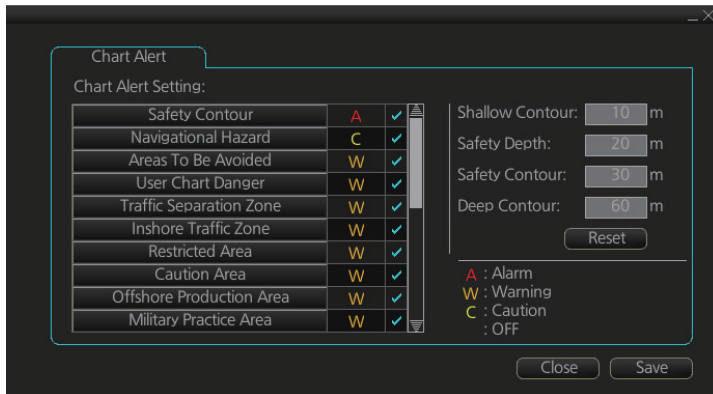 Chart Alert
Chart Alert Setting:
Safety Contour A
Navigational Hazard C
Areas To Be Avoided W
User Chart Danger W
Traffic Separation Zone W
Inshore Traffic Zone W
Restricted Area W
Caution Area W
Offshore Production Area W
Military Practice Area W
Shallow Contour: 10 m
Safety Depth: 20 m
Safety Contour: 30 m
Deep Contour: 60 m
Reset
A : Alarm
W : Warning
C : Caution
: OFF
Close Save